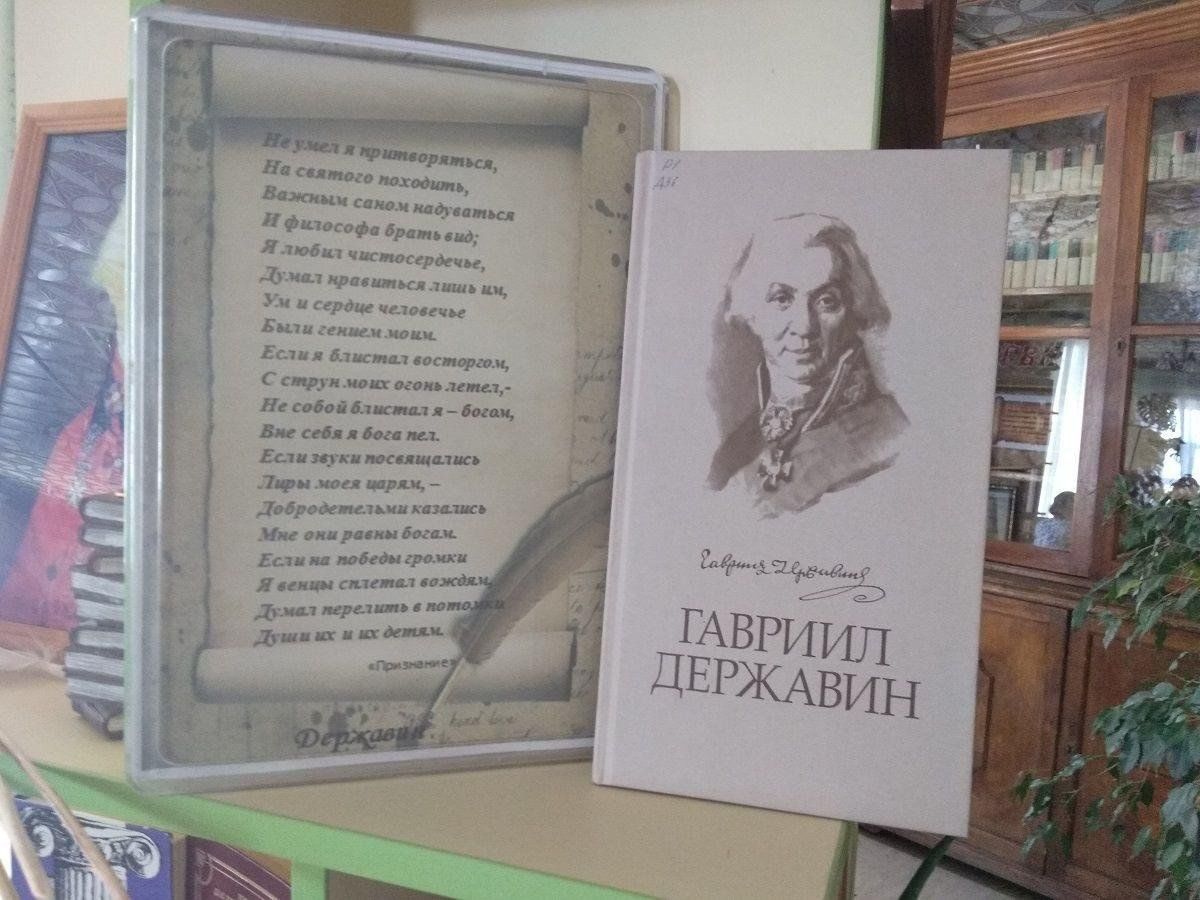 Не умел я притворяться,
На святого походить,
Важным саном надуваться
И философа брать вид;
Я любил чистосердечье,
Думал нравиться лишь им,
Ум и сердце человечье
Были гением моим.
Если я блистал восторгом,
С струн моих огонь летел,-
Не собой блистал я – богом,
Вне себя я бога пел.
Если звуки посвящались
Лиры моея царям, –
Добродетельми казались
Мне они равны богам.
Если на победы громки
Я венцы сплетал вождям,
Думал перелить в потомки
Души их и их детям.
«Признание»
Державин
Р1
Гавриил Державин
ГАВРИИЛ
ДЕРЖАВИН